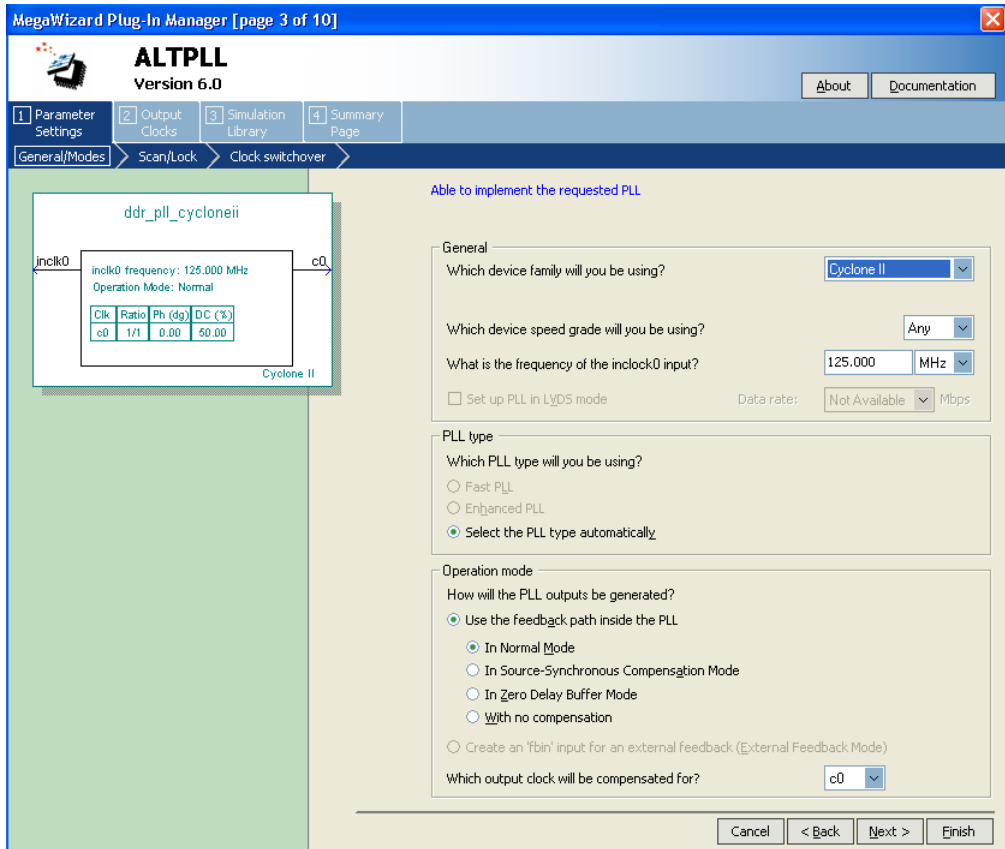 MegaWizard Plug-In Manager [page 3 of 10]
ALTPLL
Version 6.0
About
Documentation
1 Parameter Settings
2 Output Clocks
3 Simulation Library
4 Summary Page
General/Modes
Scan/Lock
Clock switchover
ddr_pll_cycloneii
inclk0
c0
inclk0 frequency: 125.000 MHz
Operation Mode: Normal
Clk Ratio Ph (dg) DC (%)
c0 1/1 0.00 50.00
Cyclone II
Able to implement the requested PLL
General
Which device family will you be using? Cyclone II
Which device speed grade will you be using? Any
What is the frequency of the inclock0 input? 125.000 MHz
Set up PLL in LVDS mode Data rate: Not Available Mbps
PLL type
Which PLL type will you be using?
Fast PLL
Enhanced PLL
Select the PLL type automatically
Operation mode
How will the PLL outputs be generated?
Use the feedback path inside the PLL
In Normal Mode
In Source-Synchronous Compensation Mode
In Zero Delay Buffer Mode
With no compensation
Create an 'fbin' input for an external feedback (External Feedback Mode)
Which output clock will be compensated for? c0
Cancel
< Back
Next >
Finish